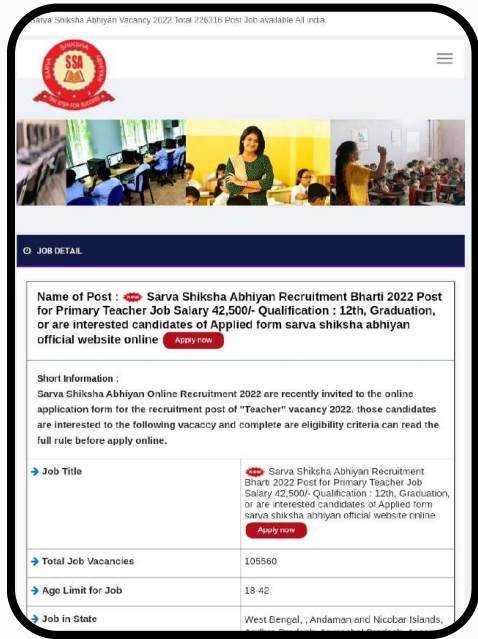 Sarva Shiksha Abhiyan Vacancy 2022 Total 226316 Post Job available All india.
SSA
JOB DETAIL
Name of Post : new Sarva Shiksha Abhiyan Recruitment Bharti 2022 Post
for Primary Teacher Job Salary 42,500/- Qualification : 12th, Graduation,
or are interested candidates of Applied form sarva shiksha abhiyan
official website online Apply now
Short Information :
Sarva Shiksha Abhiyan Online Recruitment 2022 are recently invited to the online
application form for the recruitment post of "Teacher" vacancy 2022. those candidates
are interested to the following vacaccy and complete are eligibility criteria can read the
full rule before apply online.
Job Title
new Sarva Shiksha Abhiyan Recruitment
Bharti 2022 Post for Primary Teacher Job
Salary 42,500/- Qualification : 12th, Graduation,
or are interested candidates of Applied form
sarva shiksha abhiyan official website online
Apply now
Total Job Vacancies
105560
Age Limit for Job
18-42
Job in State
West Bengal, , Andaman and Nicobar Islands,